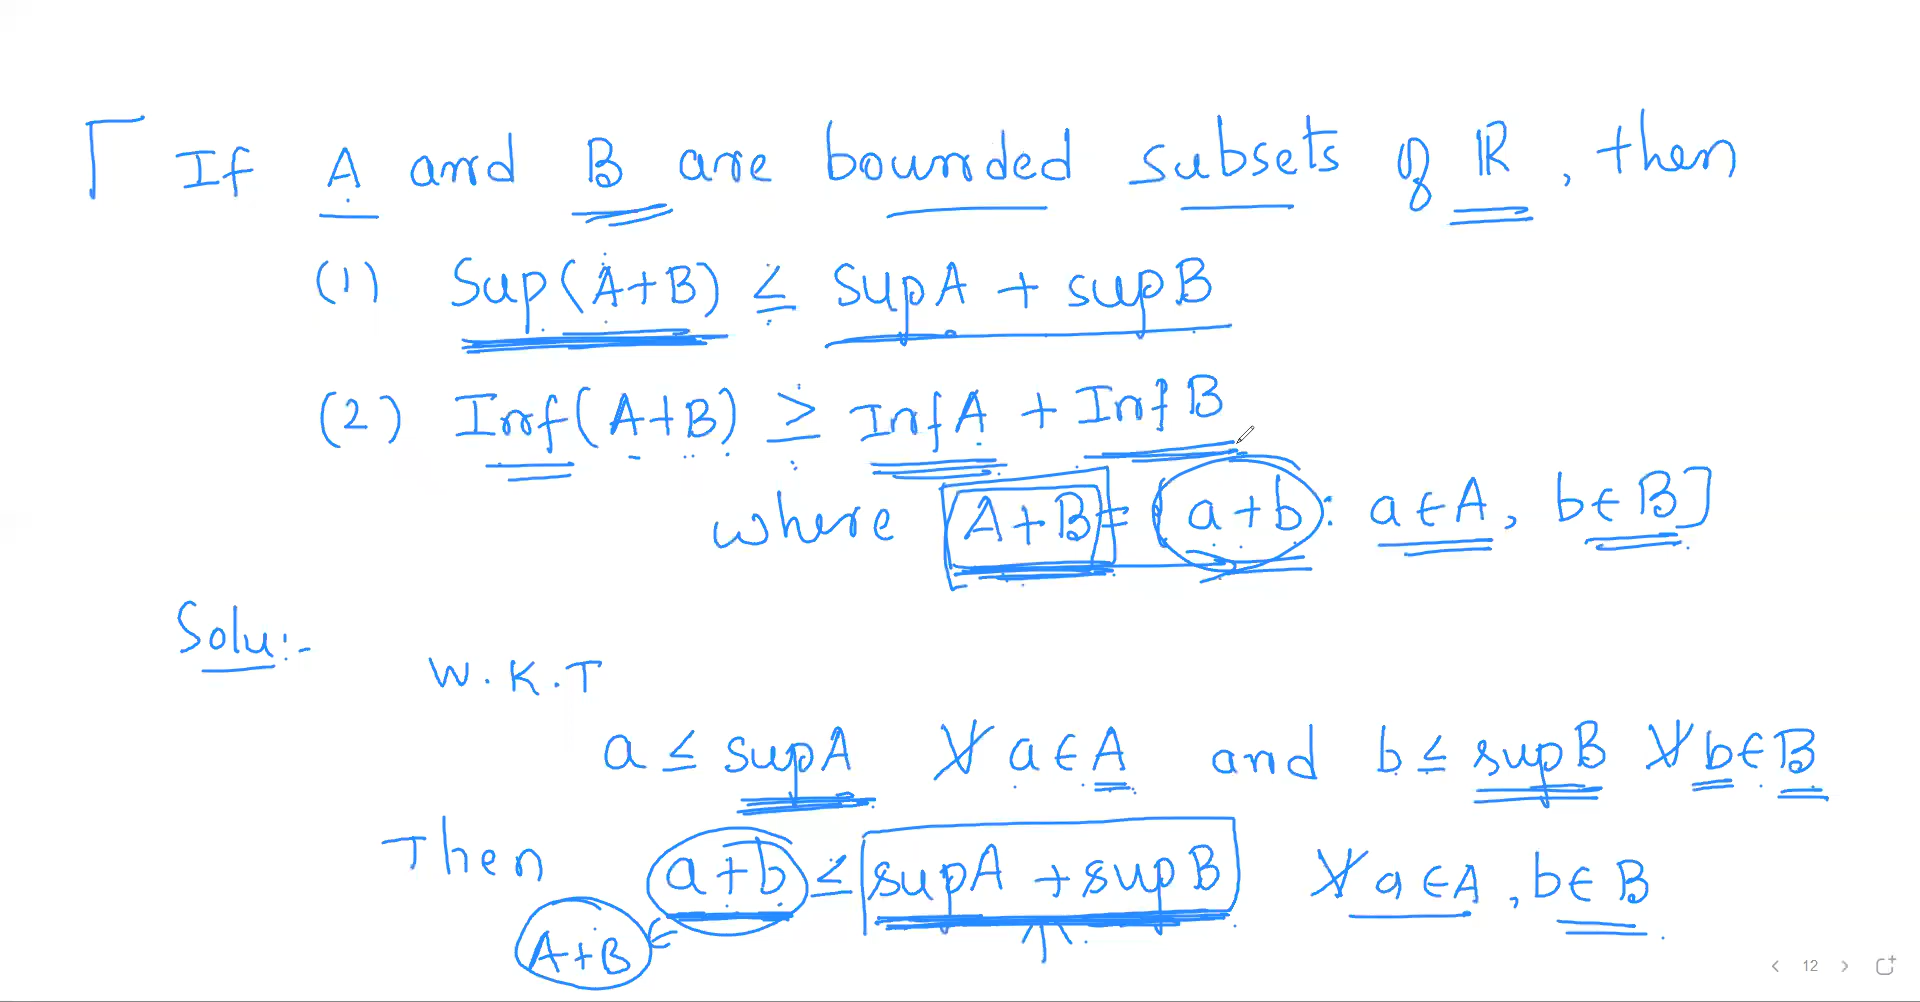 If A and B are bounded subsets of ℝ, then
(1) Sup(A+B) ≤ supA + supB
(2) Inf(A+B) ≥ InfA + InfB
where A+B = {a+b : a∈A, b∈B}
Solu:-
W.K.T
a ≤ supA ∀ a∈A and b ≤ supB ∀ b∈B
Then a+b ≤ supA + supB ∀ a∈A, b∈B
A+B ∋
12